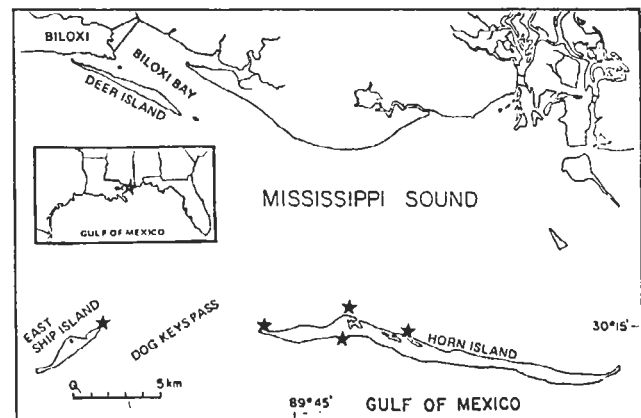 BILOXI
BILOXI BAY
DEER ISLAND
GULF OF MEXICO
MISSISSIPPI SOUND
EAST
SHIP ISLAND
DOG KEYS PASS
HORN ISLAND
30°15'
0 5 km
89°45'
GULF OF MEXICO